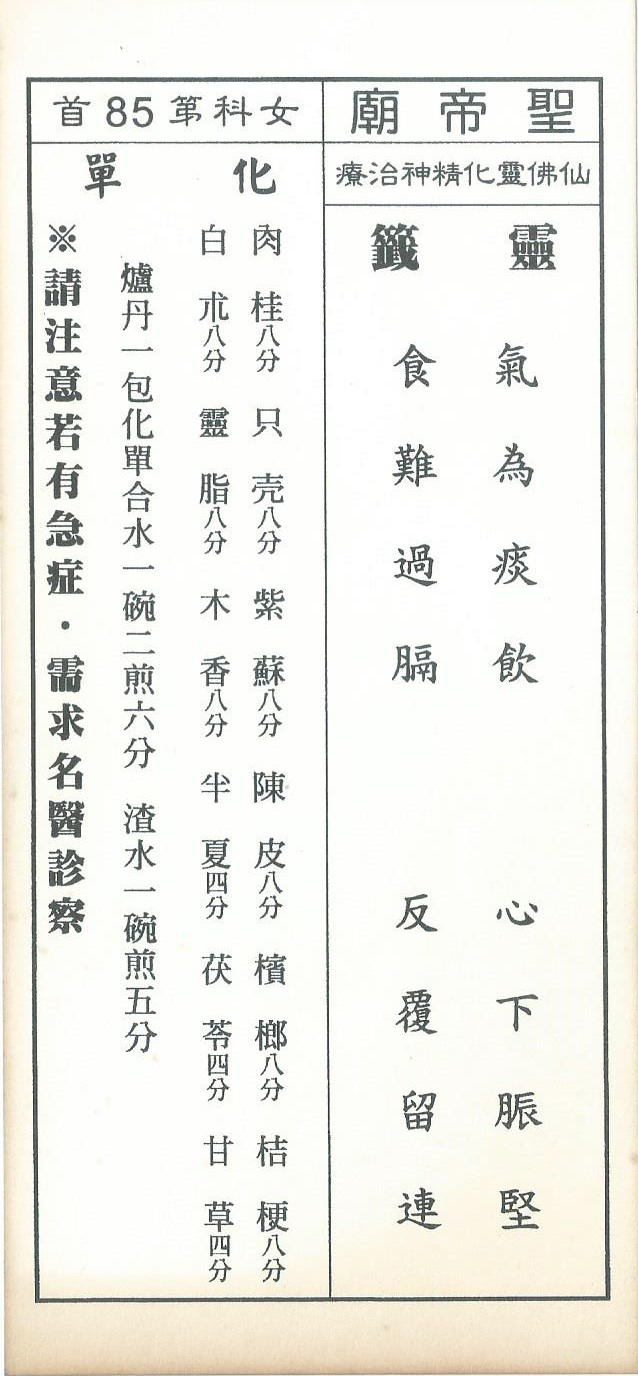 聖帝廟
仙佛靈化精神治療
靈籤
氣為痰飲　心下脹堅
食難過膈　反覆留連
女科第85首
化單
肉桂八分　只壳八分　紫蘇八分　陳皮八分　檳榔八分　桔梗八分
白朮八分　靈脂八分　木香八分　半夏四分　茯苓四分　甘草四分
爐丹一包化單合水一碗二煎六分　渣水一碗煎五分
※請注意若有急症・需求名醫診察